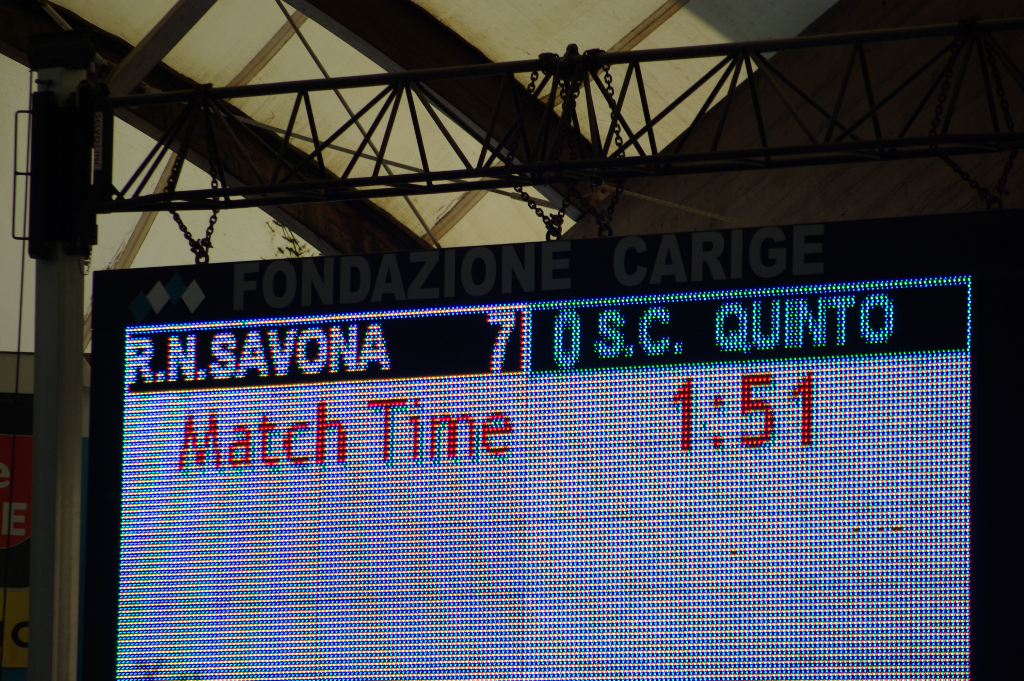 FONDAZIONE CARIGE
R.N.SAVONA 7 0 S.C. QUINTO
Match Time 1:51
e
E